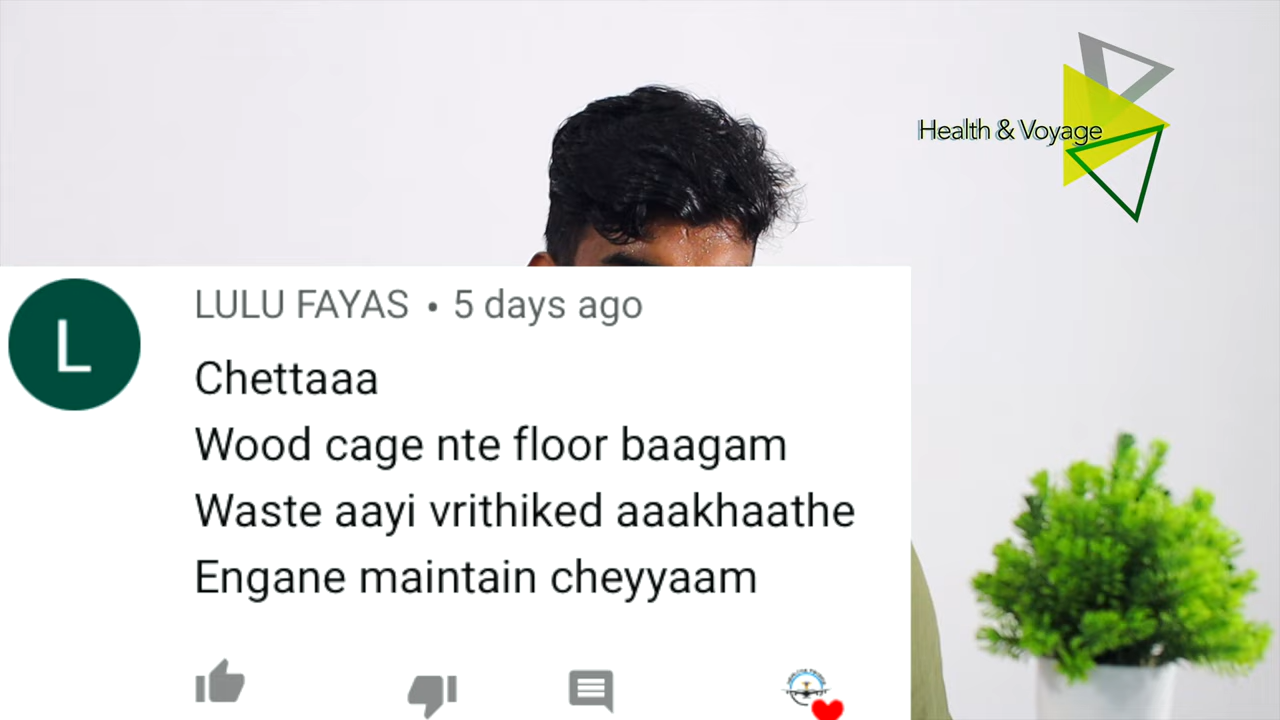 Health & Voyage
L
LULU FAYAS • 5 days ago
Chettaaa
Wood cage nte floor baagam
Waste aayi vrithiked aaakhaathe
Engane maintain cheyyaam